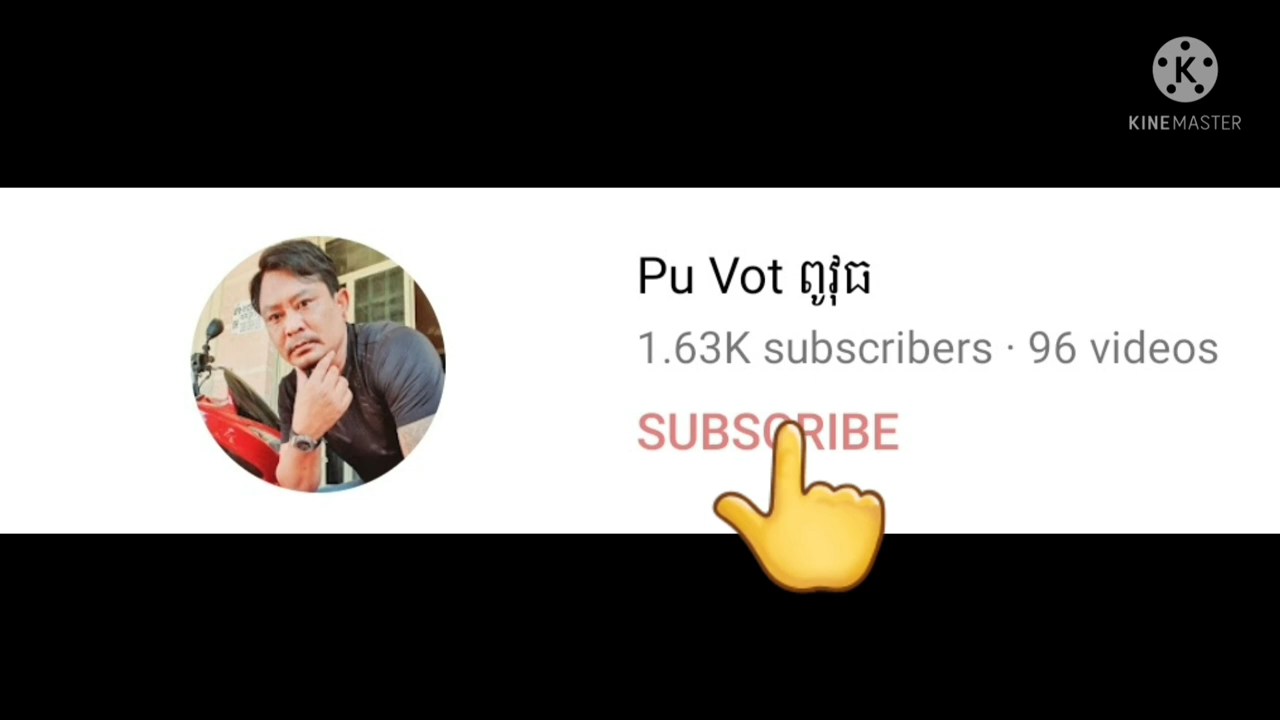 K
KINEMASTER
Pu Vot ពូវុធ
1.63K subscribers · 96 videos
SUBSCRIBE